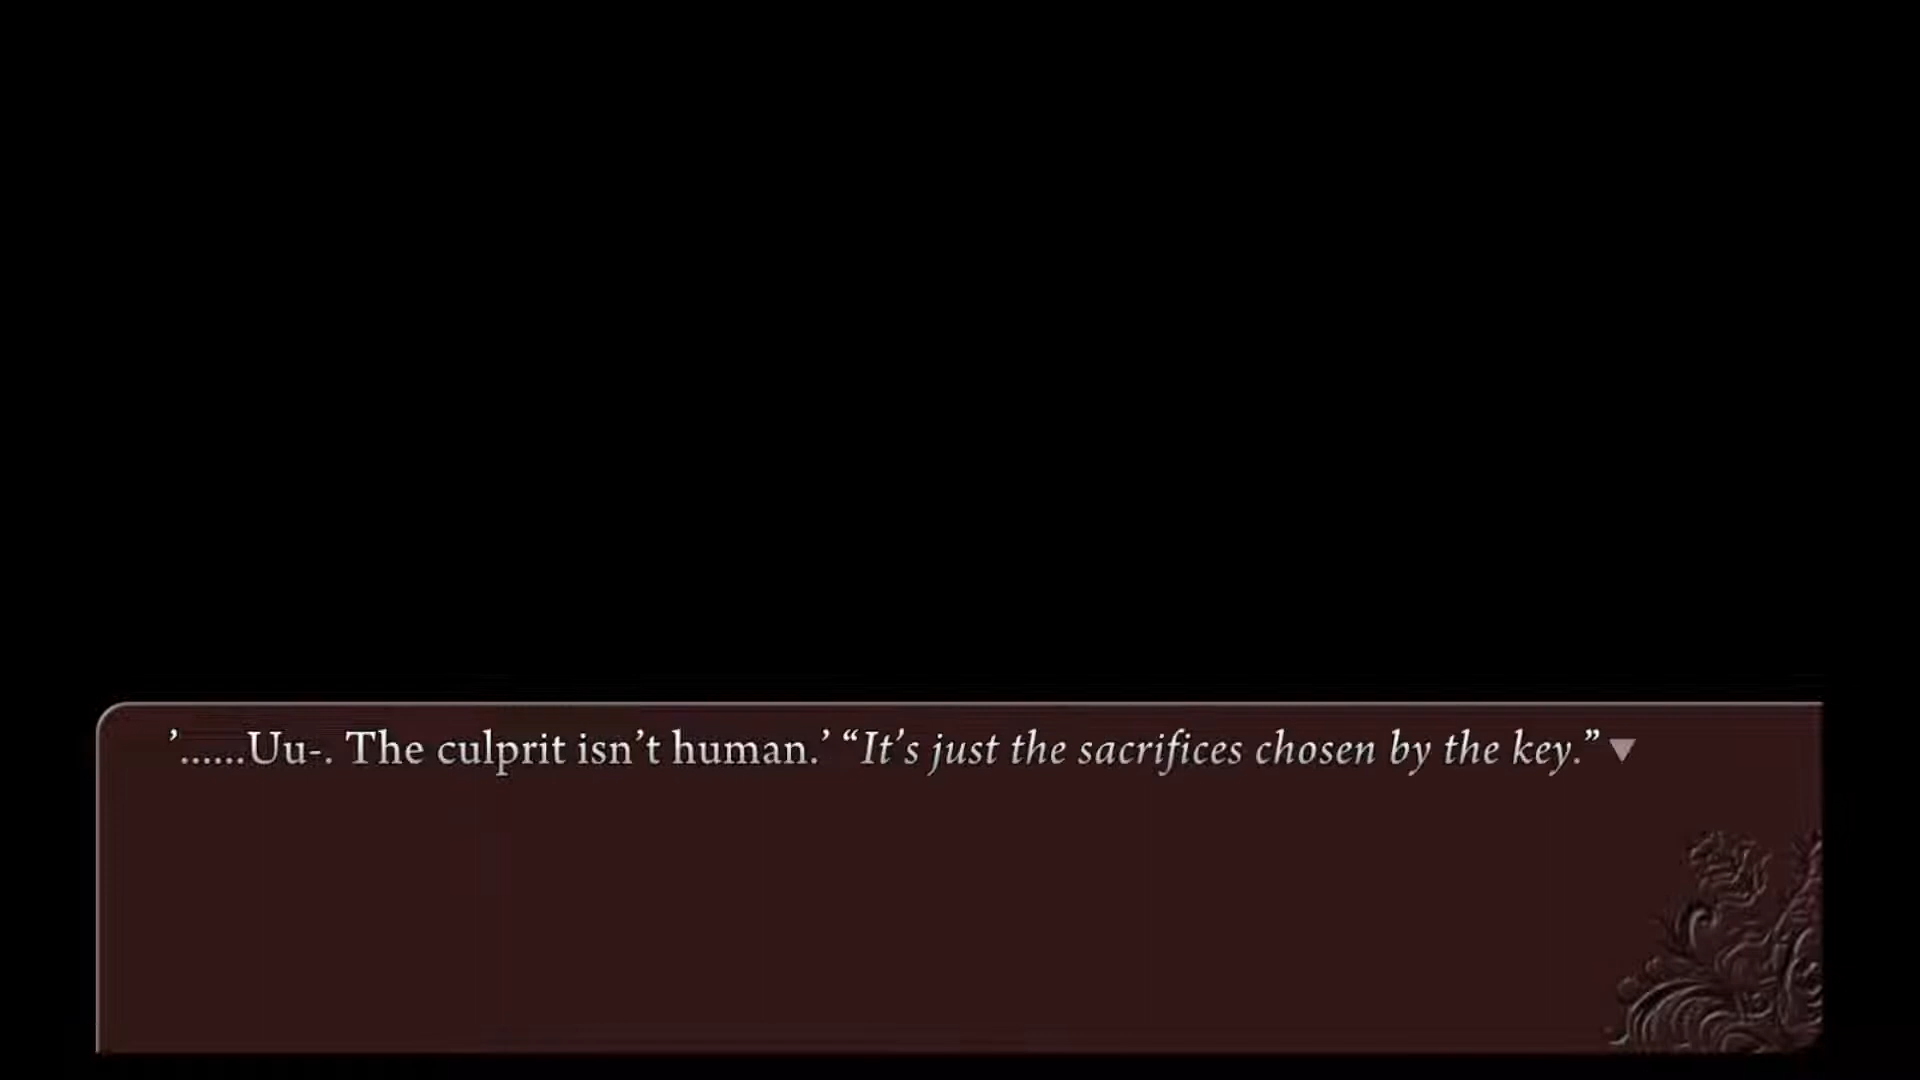 ’......Uu-. The culprit isn’t human.’ “It’s just the sacrifices chosen by the key.”